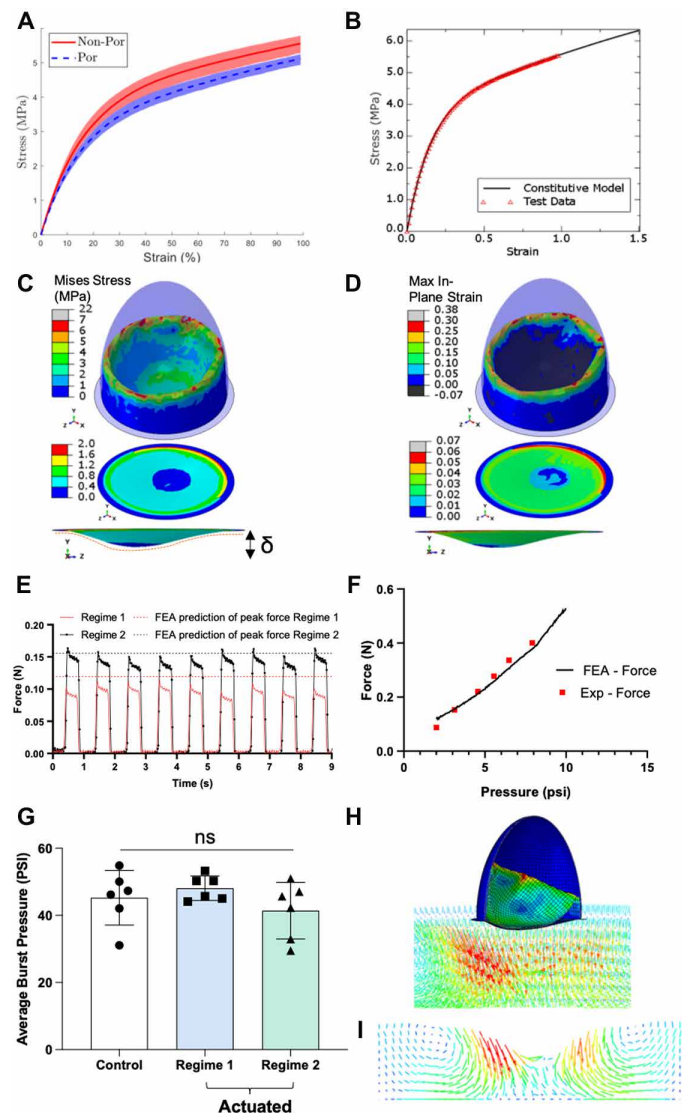 A
Non-Por
Por
Stress (MPa)
6
5
4
3
2
1
0
0 10 20 30 40 50 60 70 80 90 100
Strain (%)
B
Stress (MPa)
6.0
5.0
4.0
3.0
2.0
1.0
0.0
Constitutive Model
Test Data
0.0 0.5 1.0 1.5
Strain
C
Mises Stress
(MPa)
22
7
6
5
4
3
2
1
0
Y
Z X
2.0
1.6
1.2
0.8
0.4
0.0
Y
Z X
Y
X Z
δ
D
Max In-
Plane Strain
0.38
0.30
0.25
0.20
0.15
0.10
0.05
0.00
-0.07
Y
Z X
0.07
0.06
0.05
0.04
0.03
0.02
0.01
0.00
Y
Z X
Y
X Z
E
Regime 1 FEA prediction of peak force Regime 1
Regime 2 FEA prediction of peak force Regime 2
Force (N)
0.20
0.15
0.10
0.05
0.00
0 1 2 3 4 5 6 7 8 9
Time (s)
F
Force (N)
0.6
0.4
0.2
0.0
FEA - Force
Exp - Force
0 5 10 15
Pressure (psi)
G
ns
Average Burst Pressure (PSI)
60
40
20
0
Control Regime 1 Regime 2
Actuated
H
I